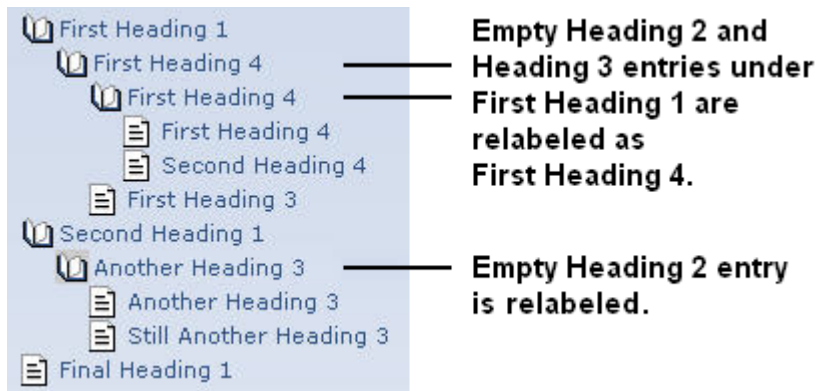 First Heading 1
First Heading 4
First Heading 4
First Heading 4
Second Heading 4
First Heading 3
Second Heading 1
Another Heading 3
Another Heading 3
Still Another Heading 3
Final Heading 1
Empty Heading 2 and
Heading 3 entries under
First Heading 1 are
relabeled as
First Heading 4.
Empty Heading 2 entry
is relabeled.